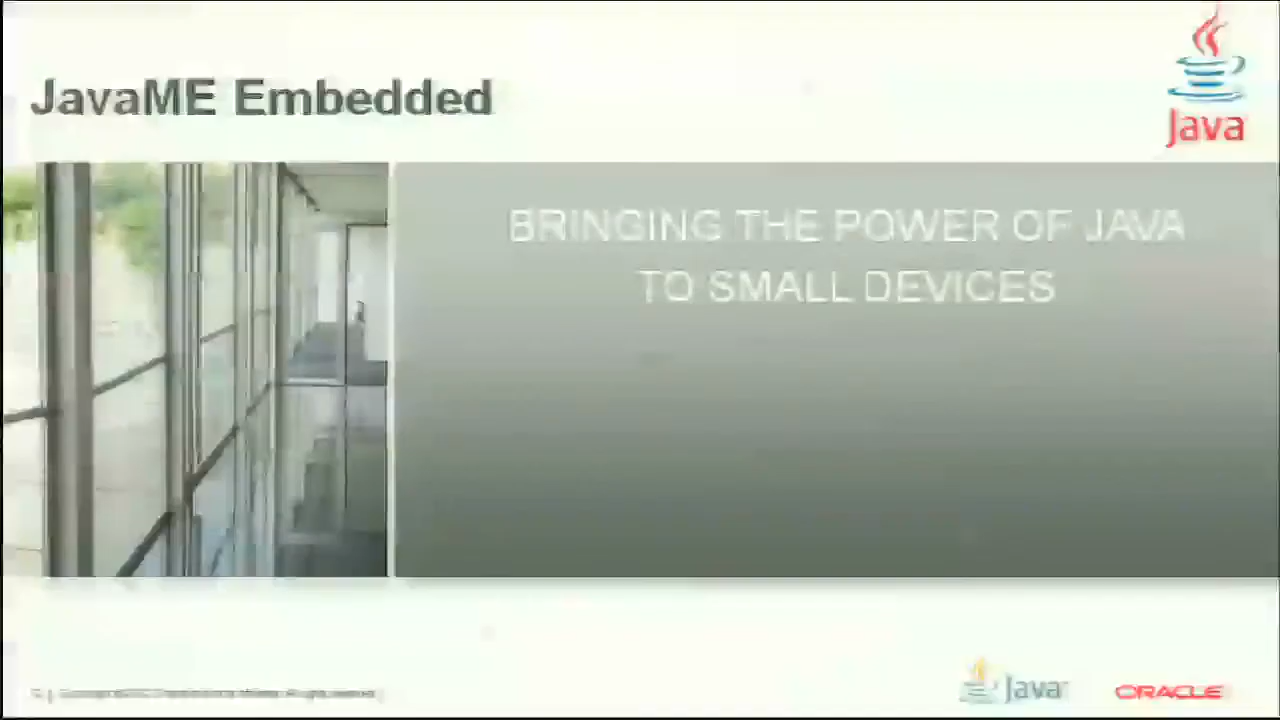 JavaME Embedded
Java
BRINGING THE POWER OF JAVA
TO SMALL DEVICES
Java
ORACLE